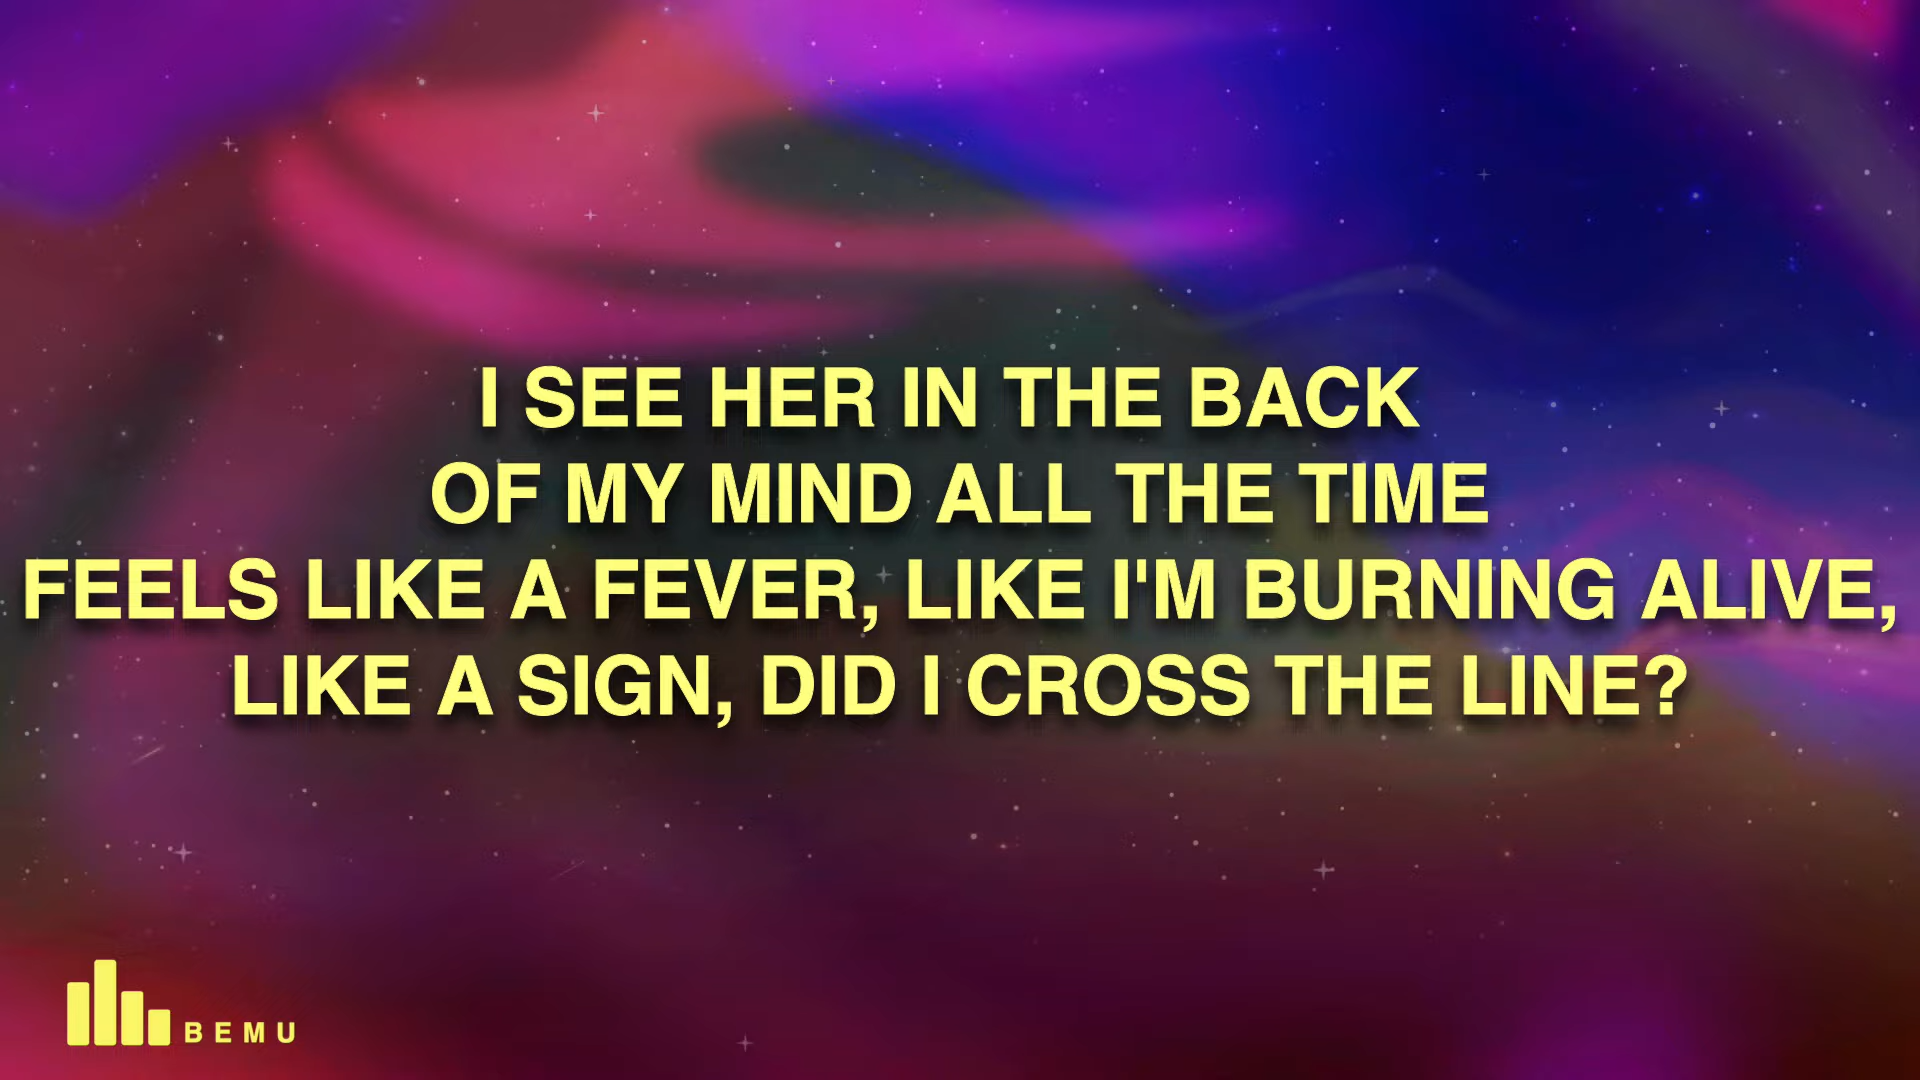 I SEE HER IN THE BACK
OF MY MIND ALL THE TIME
FEELS LIKE A FEVER, LIKE I'M BURNING ALIVE,
LIKE A SIGN, DID I CROSS THE LINE?
BEMU